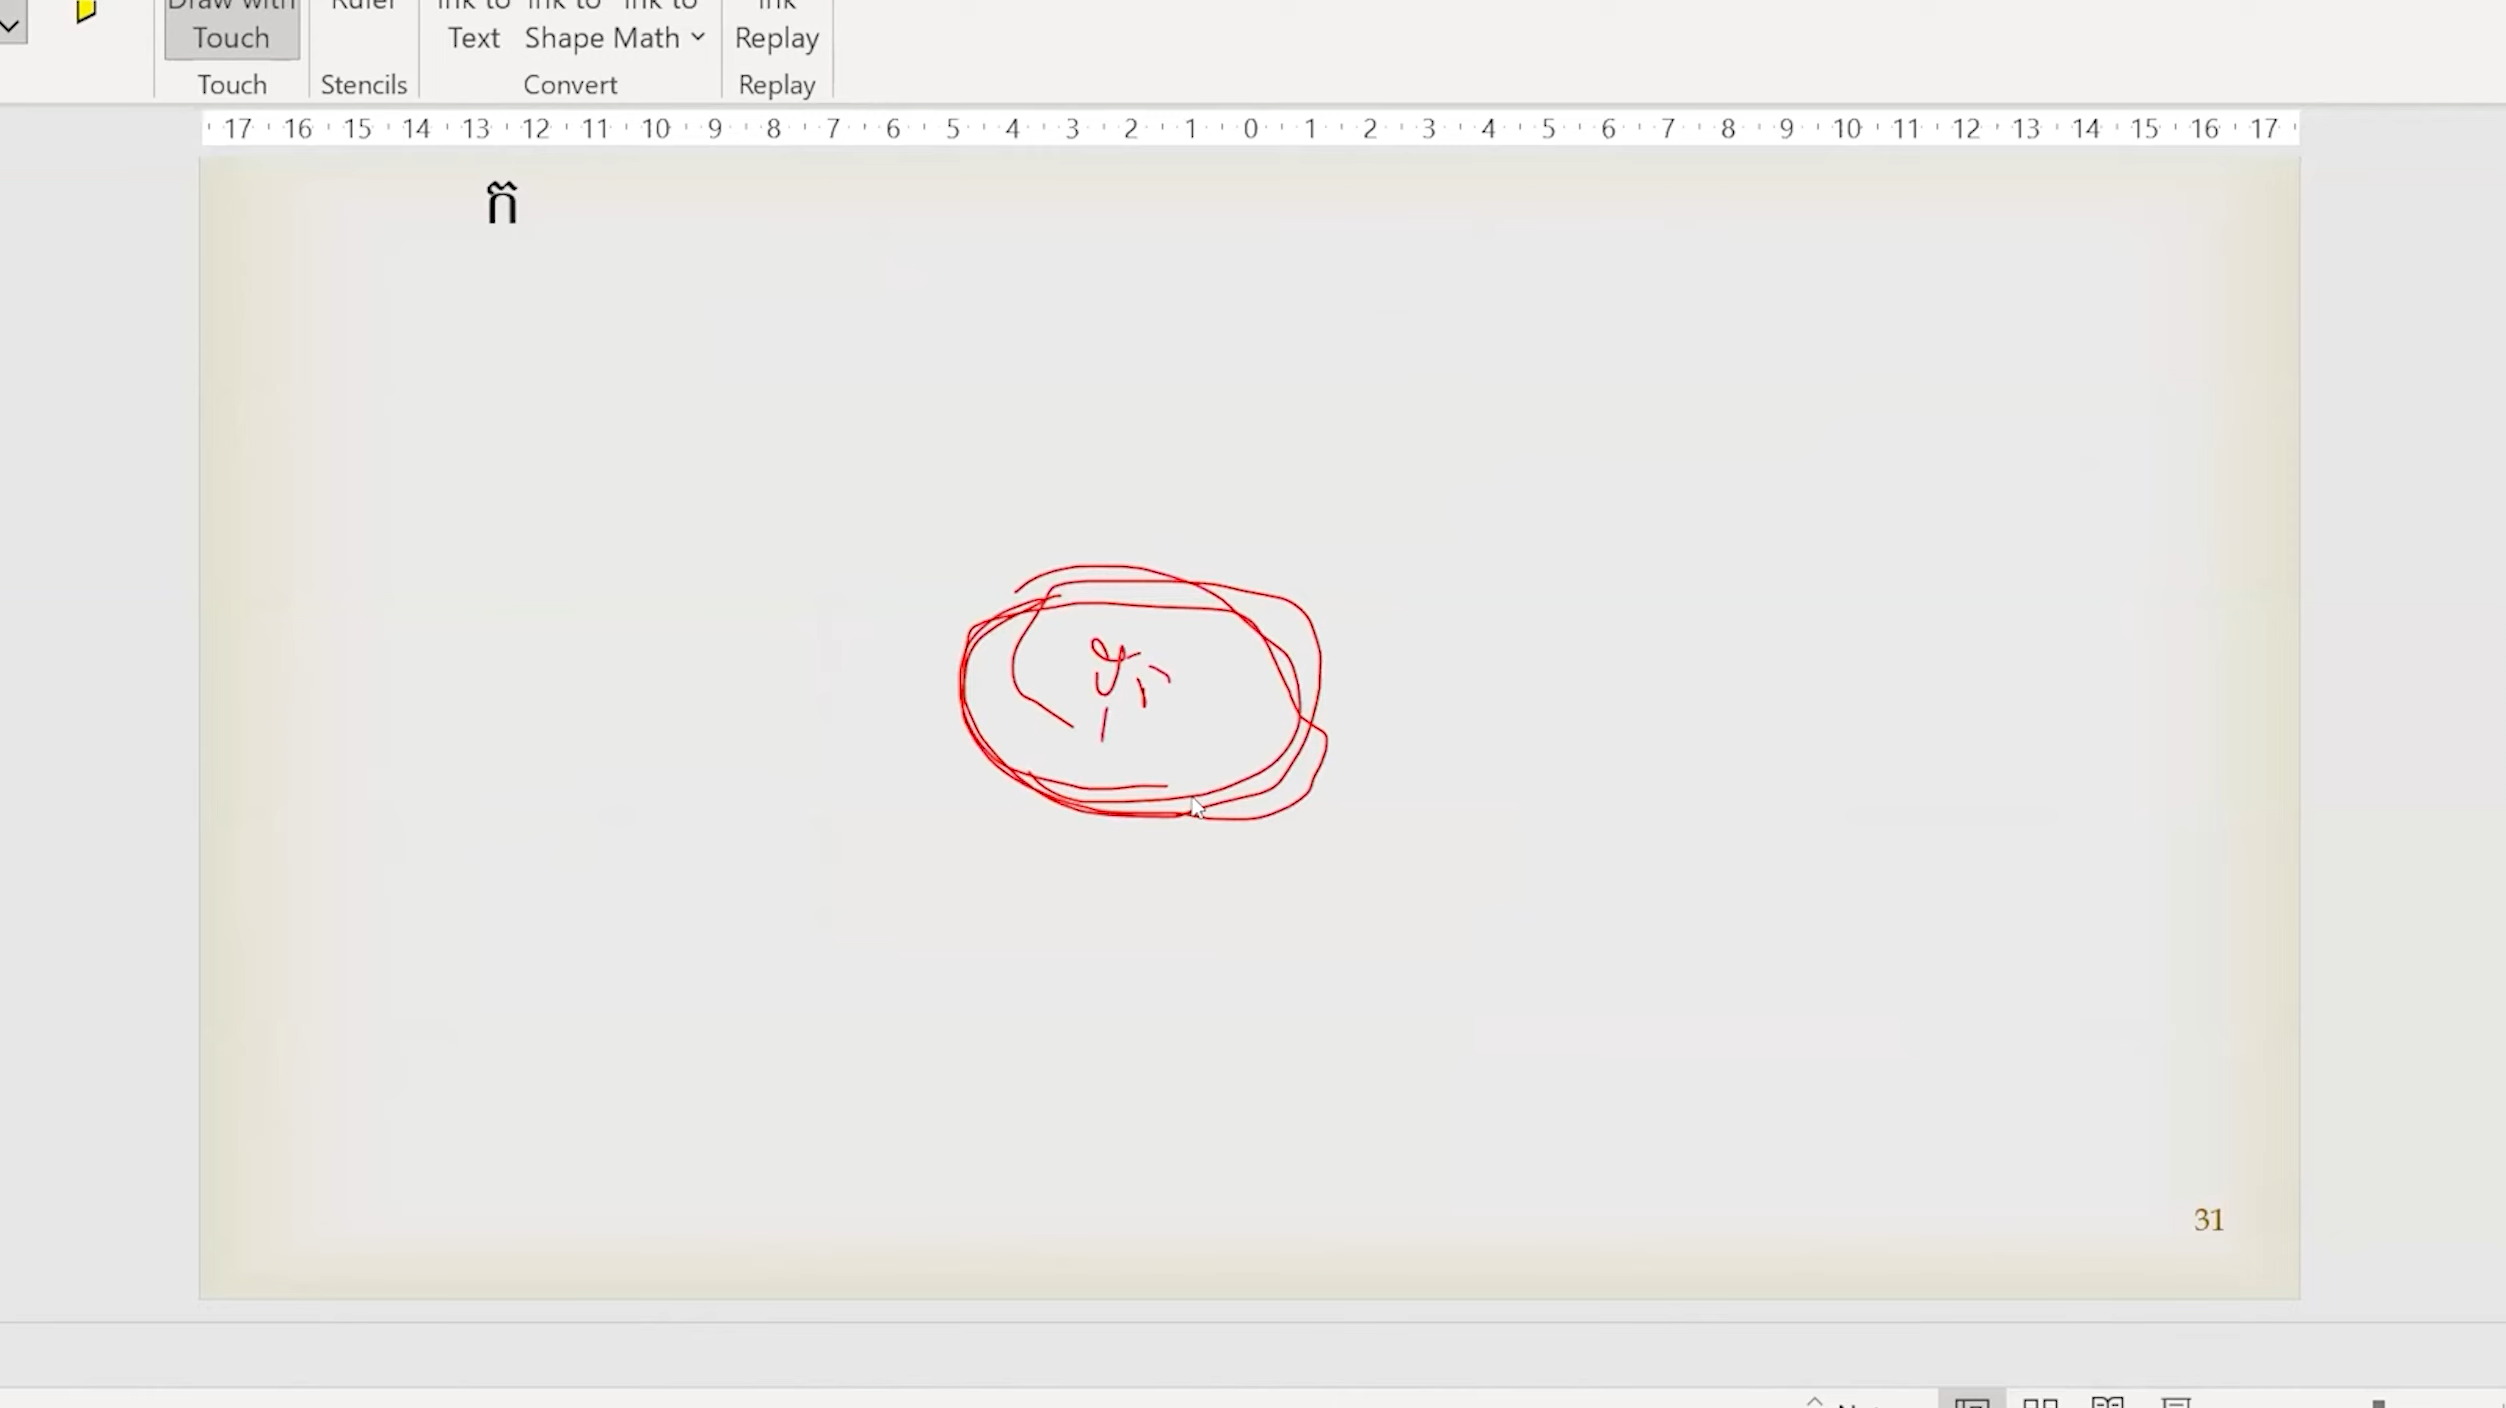 Draw with Ruler Ink to Ink to Ink to Ink
Touch Text Shape Math Replay
Touch Stencils Convert Replay
17 16 15 14 13 12 11 10 9 8 7 6 5 4 3 2 1 0 1 2 3 4 5 6 7 8 9 10 11 12 13 14 15 16 17
ក៏
31